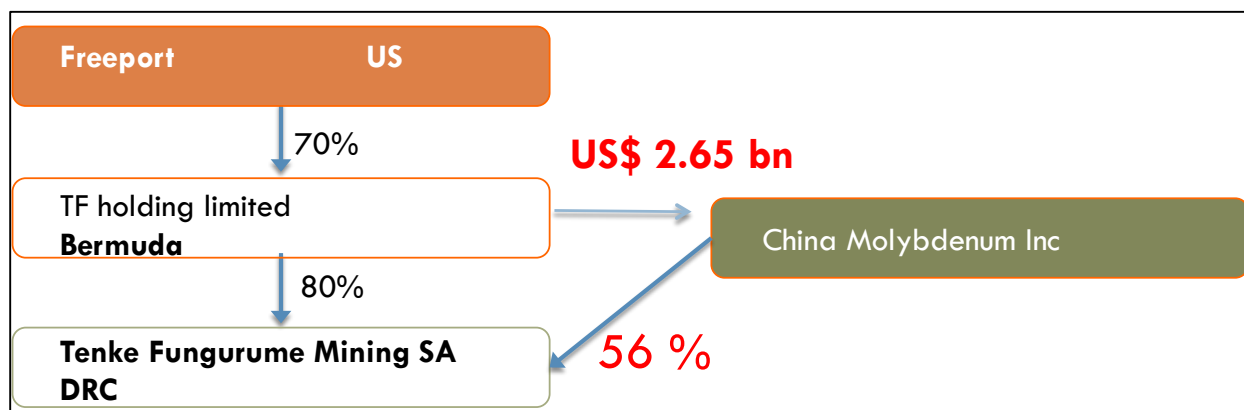 Freeport US
70%
US$ 2.65 bn
TF holding limited
Bermuda
China Molybdenum Inc
80%
56 %
Tenke Fungurume Mining SA
DRC